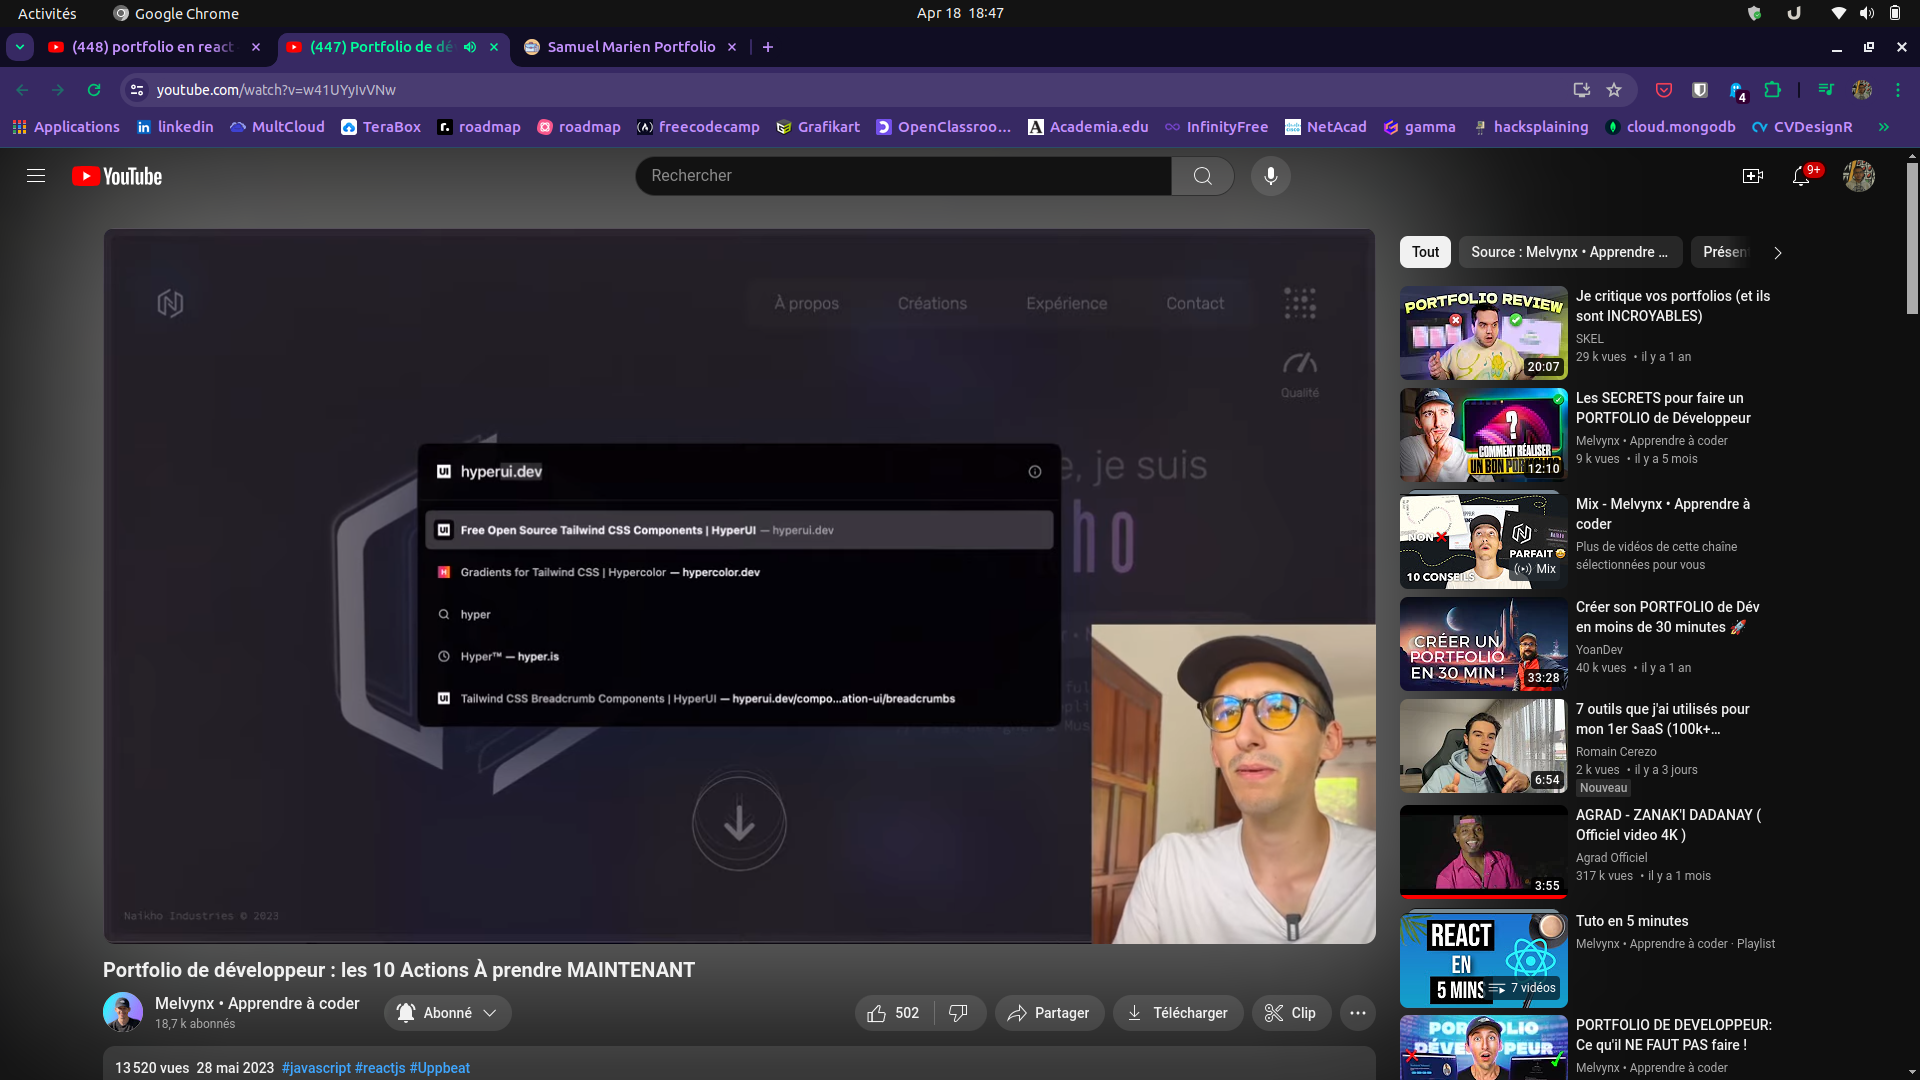 Activités
Google Chrome
Apr 18 18:47
(448) portfolio en react
(447) Portfolio de dé
Samuel Marien Portfolio
youtube.com/watch?v=w41UYyIvVNw
4
Applications
linkedin
MultCloud
TeraBox
roadmap
roadmap
freecodecamp
Grafikart
OpenClassroo...
Academia.edu
InfinityFree
NetAcad
gamma
hacksplaining
cloud.mongodb
CVDesignR
YouTube
Rechercher
9+
À propos
Créations
Expérience
Contact
Qualité
e, je suis
ho
hyperui.dev
Free Open Source Tailwind CSS Components | HyperUI — hyperui.dev
Gradients for Tailwind CSS | Hypercolor — hypercolor.dev
hyper
Hyper™ — hyper.is
Tailwind CSS Breadcrumb Components | HyperUI — hyperui.dev/compo...ation-ui/breadcrumbs
Naikho Industries © 2023
Portfolio de développeur : les 10 Actions À prendre MAINTENANT
Melvynx • Apprendre à coder
18,7 k abonnés
Abonné
502
Partager
Télécharger
Clip
13 520 vues 28 mai 2023 #javascript #reactjs #Uppbeat
Tout
Source : Melvynx • Apprendre ...
Présen
PORTFOLIO REVIEW
20:07
Je critique vos portfolios (et ils
sont INCROYABLES)
SKEL
29 k vues • il y a 1 an
?
COMMENT RÉALISER
UN BON POR
12:10
Les SECRETS pour faire un
PORTFOLIO de Développeur
Melvynx • Apprendre à coder
9 k vues • il y a 5 mois
NON
PARFAIT
10 CONSEILS
Mix
Mix - Melvynx • Apprendre à
coder
Plus de vidéos de cette chaîne
sélectionnées pour vous
CRÉER UN
PORTFOLIO
EN 30 MIN !
33:28
Créer son PORTFOLIO de Dév
en moins de 30 minutes 🚀
YoanDev
40 k vues • il y a 1 an
6:54
7 outils que j'ai utilisés pour
mon 1er SaaS (100k+...
Romain Cerezo
2 k vues • il y a 3 jours
Nouveau
3:55
AGRAD - ZANAK'I DADANAY (
Officiel video 4K )
Agrad Officiel
317 k vues • il y a 1 mois
REACT
EN
5 MINS
7 vidéos
Tuto en 5 minutes
Melvynx • Apprendre à coder · Playlist
PORTFOLIO
DÉVELOPPEUR
PORTFOLIO DE DEVELOPPEUR:
Ce qu'il NE FAUT PAS faire !
Melvynx • Apprendre à coder